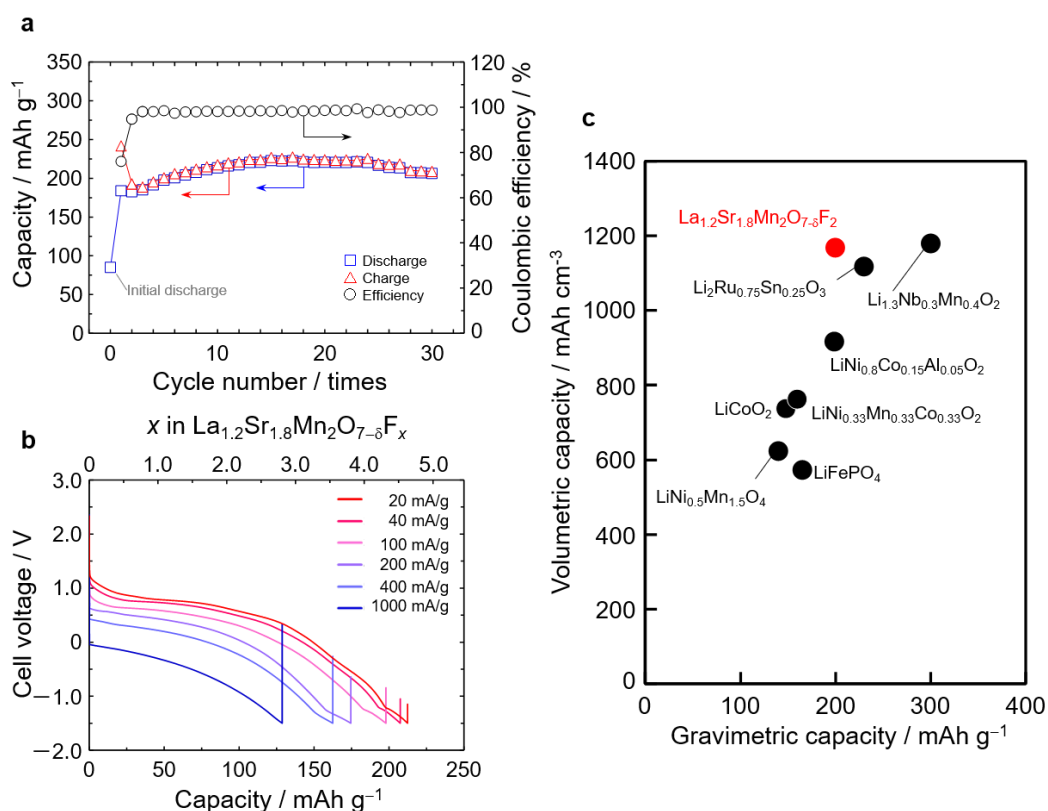 a
350
300
250
200
150
100
50
0
Capacity / mAh g⁻¹
120
100
80
60
40
20
0
Coulombic efficiency / %
Discharge
Charge
Efficiency
Initial discharge
0 10 20 30
Cycle number / times
b
x in La₁.₂Sr₁.₈Mn₂O₇₋δFₓ
0 1.0 2.0 3.0 4.0 5.0
3.0
2.0
1.0
0
−1.0
−2.0
Cell voltage / V
20 mA/g
40 mA/g
100 mA/g
200 mA/g
400 mA/g
1000 mA/g
0 50 100 150 200 250
Capacity / mAh g⁻¹
c
1400
1200
1000
800
600
400
200
0
Volumetric capacity / mAh cm⁻³
La₁.₂Sr₁.₈Mn₂O₇₋δF₂
Li₂Ru₀.₇₅Sn₀.₂₅O₃
Li₁.₃Nb₀.₃Mn₀.₄O₂
LiNi₀.₈Co₀.₁₅Al₀.₀₅O₂
LiCoO₂
LiNi₀.₃₃Mn₀.₃₃Co₀.₃₃O₂
LiNi₀.₅Mn₁.₅O₄
LiFePO₄
0 100 200 300 400
Gravimetric capacity / mAh g⁻¹